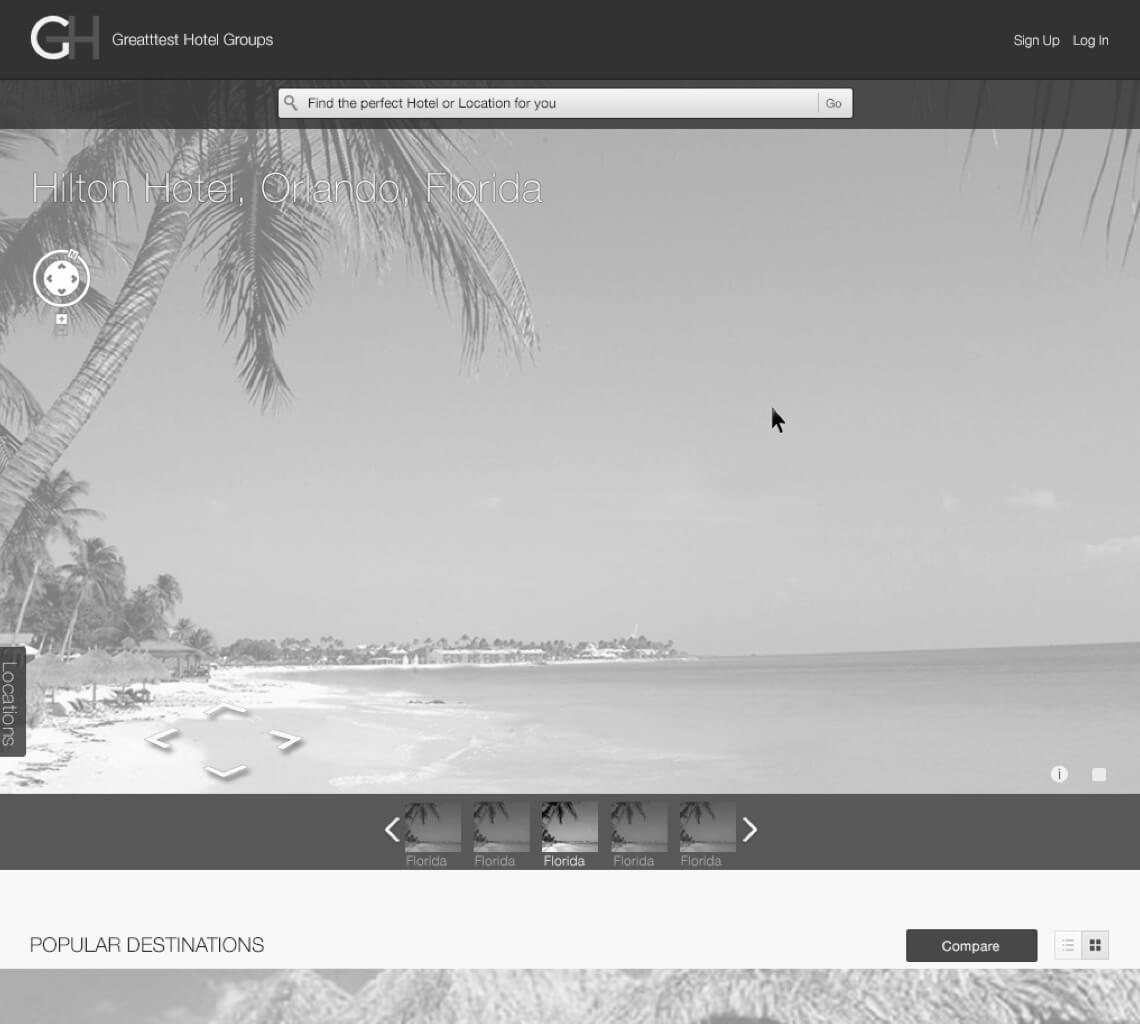 GH
Greatttest Hotel Groups
Sign Up Log In
Find the perfect Hotel or Location for you
Go
Hilton Hotel, Orlando, Florida
N
Locations
i
Florida Florida Florida Florida Florida
POPULAR DESTINATIONS
Compare